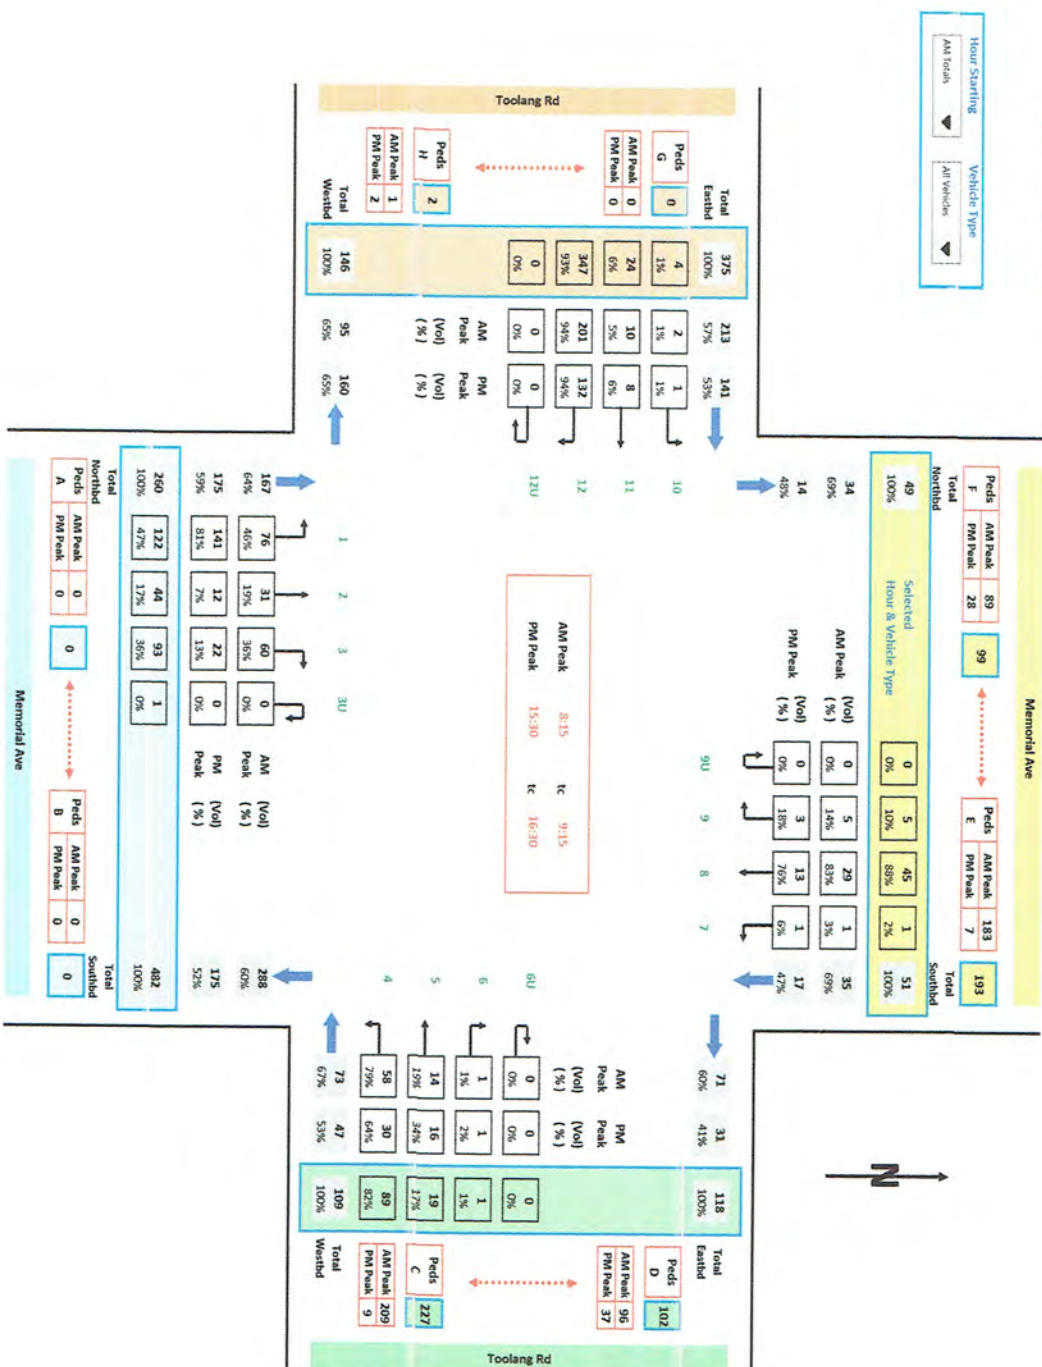 Hour Starting
Vehicle Type
AM Totals
All Vehicles
Memorial Ave
Peds F
AM Peak 89
PM Peak 28
99
Peds E
AM Peak 183
PM Peak 7
193
Total Northbd
Total Southbd
49 100%
Selected Hour & Vehicle Type
0 0%
5 10%
45 88%
1 2%
51 100%
34 69%
AM Peak (Vol) (%)
0 0%
5 14%
29 83%
1 3%
35 69%
14 48%
PM Peak (Vol) (%)
0 0%
3 18%
13 76%
1 6%
17 47%
9U
9
8
7
Toolang Rd
Peds G
0
AM Peak 0
PM Peak 0
Peds H
2
AM Peak 1
PM Peak 2
Total Eastbd
375 100%
213 57%
141 53%
4 1%
2 1%
1 1%
10
24 6%
10 5%
8 6%
11
347 93%
201 94%
132 94%
12
0 0%
0 0%
0 0%
12U
AM Peak (Vol) (%)
PM Peak (Vol) (%)
Total Westbd
146 100%
95 65%
160 65%
AM Peak 8:15 tc 9:15
PM Peak 15:30 tc 16:30
71 60%
31 41%
118 100%
Total Eastbd
AM Peak (Vol) (%)
PM Peak (Vol) (%)
6U
0 0%
0 0%
0 0%
6
1 1%
1 2%
1 1%
5
14 19%
16 34%
19 17%
4
58 79%
30 64%
89 82%
73 67%
47 53%
109 100%
Total Westbd
Peds D
102
AM Peak 96
PM Peak 37
Peds C
227
AM Peak 209
PM Peak 9
Toolang Rd
N
1
2
3
3U
167 64%
76 46%
31 19%
60 36%
0 0%
AM Peak (Vol) (%)
288 60%
175 59%
141 81%
12 7%
22 13%
0 0%
PM Peak (Vol) (%)
175 52%
260 100%
122 47%
44 17%
93 36%
1 0%
482 100%
Total Northbd
Total Southbd
Peds A
AM Peak 0
PM Peak 0
0
Peds B
AM Peak 0
PM Peak 0
0
Memorial Ave